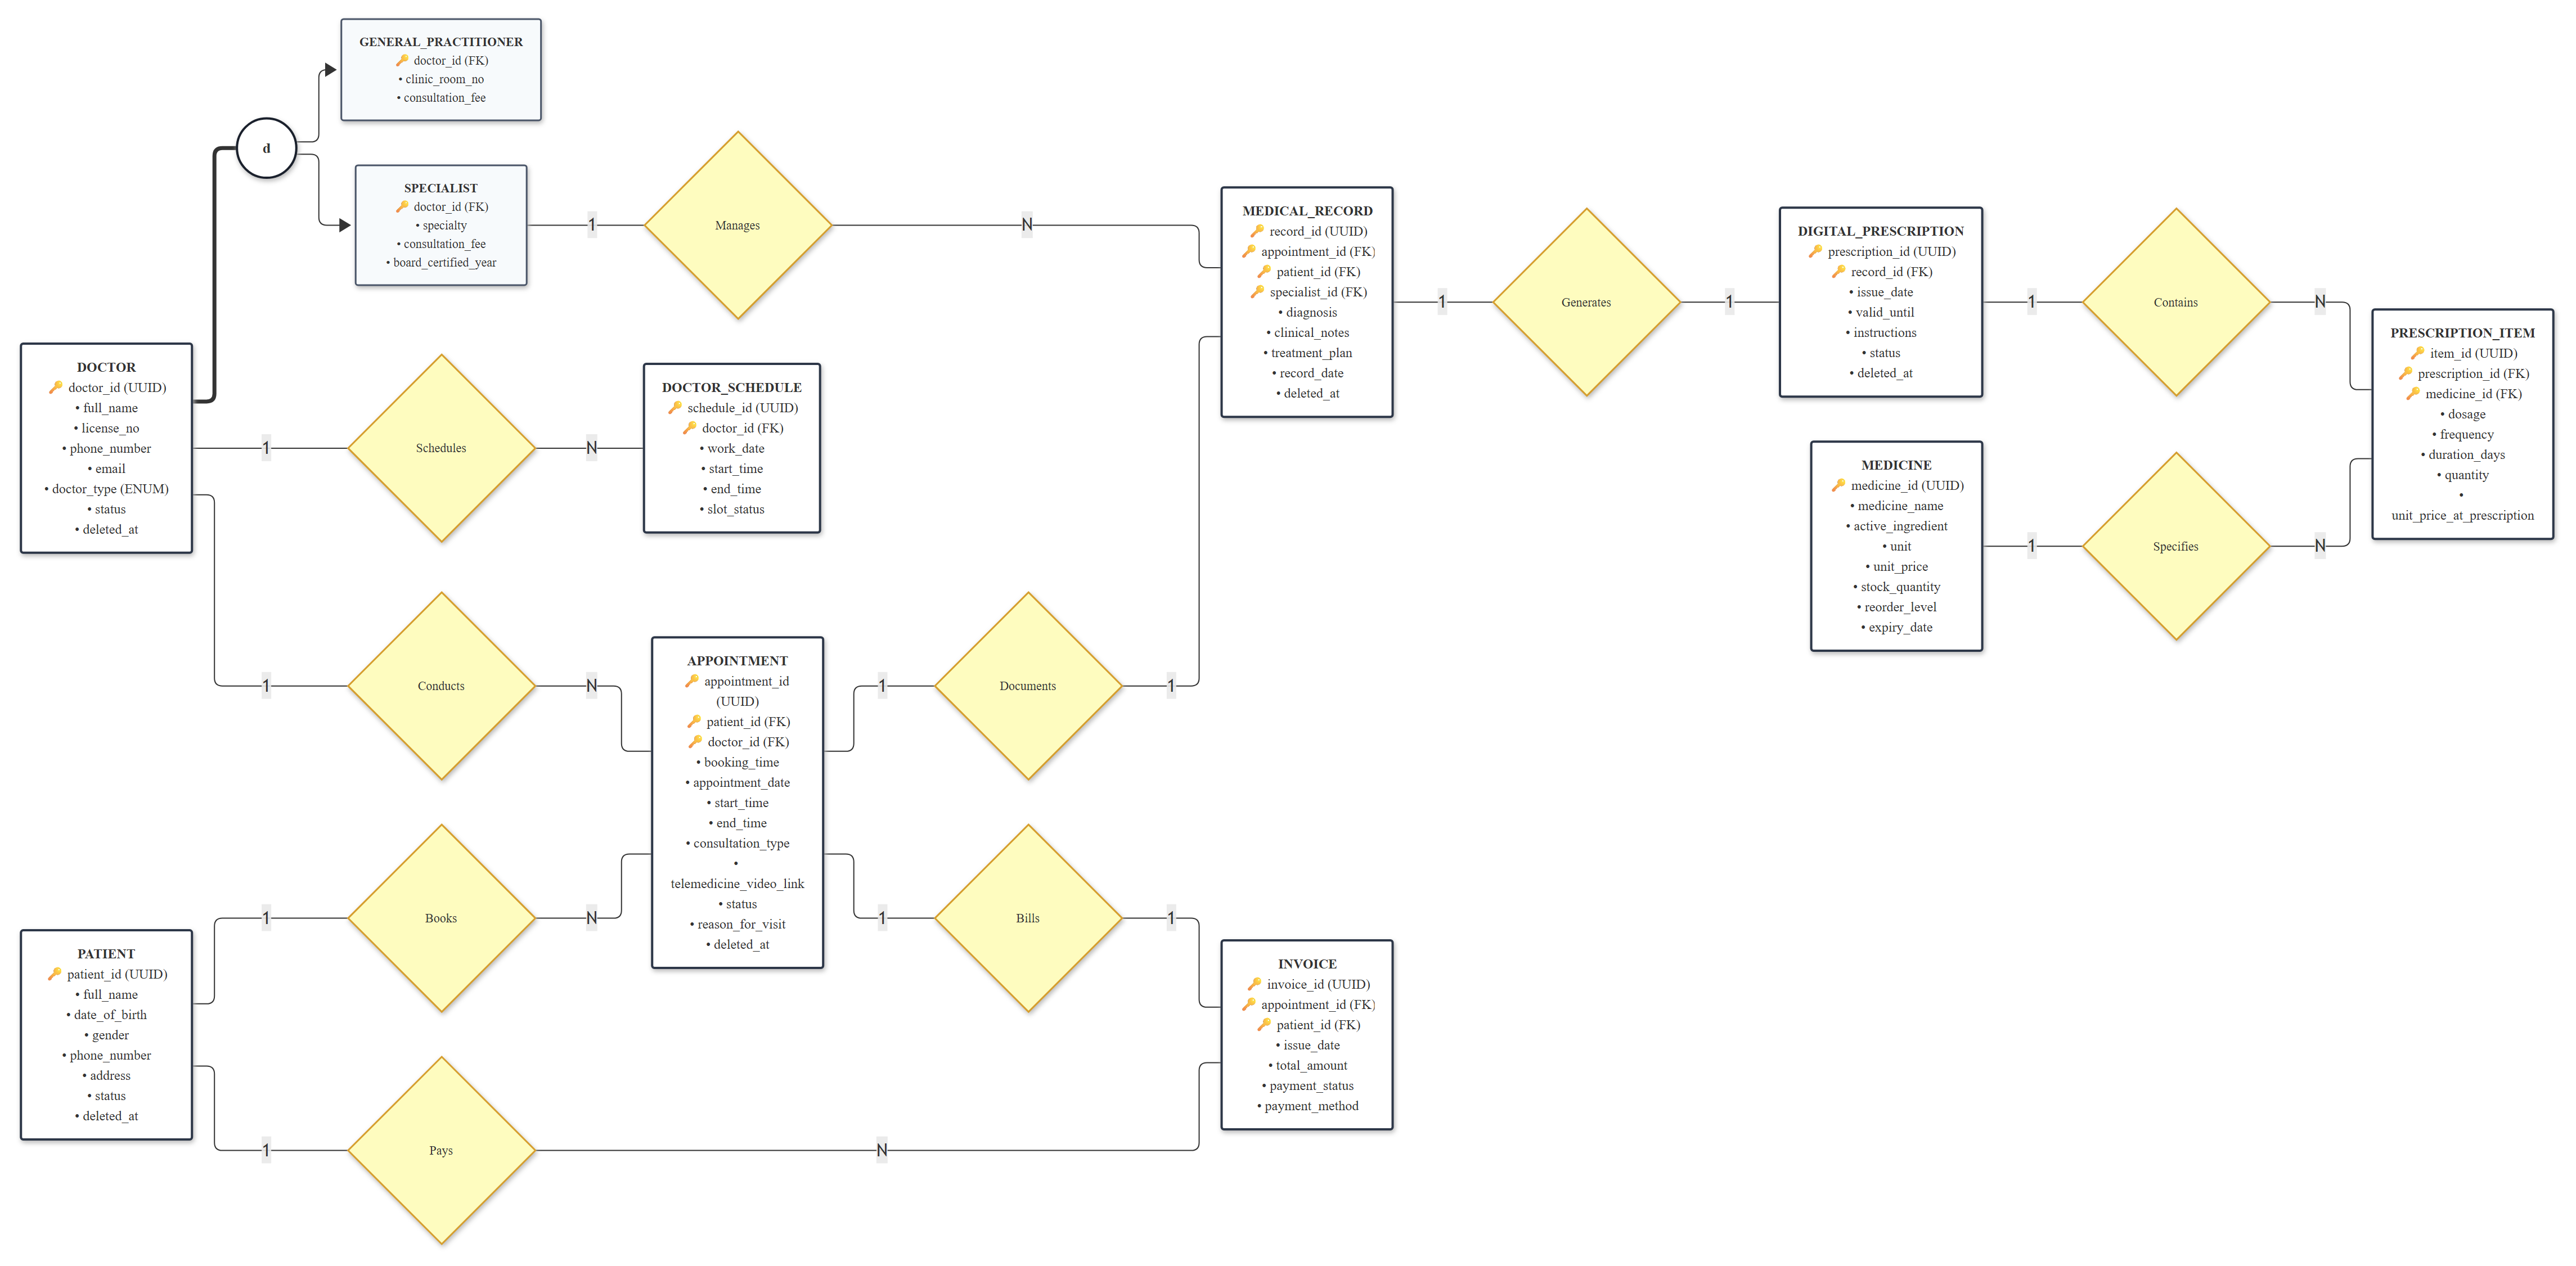 GENERAL_PRACTITIONER
🔑 doctor_id (FK)
• clinic_room_no
• consultation_fee
d
SPECIALIST
🔑 doctor_id (FK)
• specialty
• consultation_fee
• board_certified_year
1
Manages
N
DOCTOR
🔑 doctor_id (UUID)
• full_name
• license_no
• phone_number
• email
• doctor_type (ENUM)
• status
• deleted_at
1
Schedules
N
DOCTOR_SCHEDULE
🔑 schedule_id (UUID)
🔑 doctor_id (FK)
• work_date
• start_time
• end_time
• slot_status
MEDICAL_RECORD
🔑 record_id (UUID)
🔑 appointment_id (FK)
🔑 patient_id (FK)
🔑 specialist_id (FK)
• diagnosis
• clinical_notes
• treatment_plan
• record_date
• deleted_at
1
Generates
1
DIGITAL_PRESCRIPTION
🔑 prescription_id (UUID)
🔑 record_id (FK)
• issue_date
• valid_until
• instructions
• status
• deleted_at
1
Contains
N
PRESCRIPTION_ITEM
🔑 item_id (UUID)
🔑 prescription_id (FK)
🔑 medicine_id (FK)
• dosage
• frequency
• duration_days
• quantity
•
unit_price_at_prescription
MEDICINE
🔑 medicine_id (UUID)
• medicine_name
• active_ingredient
• unit
• unit_price
• stock_quantity
• reorder_level
• expiry_date
1
Specifies
N
1
Conducts
N
APPOINTMENT
🔑 appointment_id
(UUID)
🔑 patient_id (FK)
🔑 doctor_id (FK)
• booking_time
• appointment_date
• start_time
• end_time
• consultation_type
•
telemedicine_video_link
• status
• reason_for_visit
• deleted_at
1
Documents
1
1
Books
N
1
Bills
1
PATIENT
🔑 patient_id (UUID)
• full_name
• date_of_birth
• gender
• phone_number
• address
• status
• deleted_at
INVOICE
🔑 invoice_id (UUID)
🔑 appointment_id (FK)
🔑 patient_id (FK)
• issue_date
• total_amount
• payment_status
• payment_method
1
Pays
N